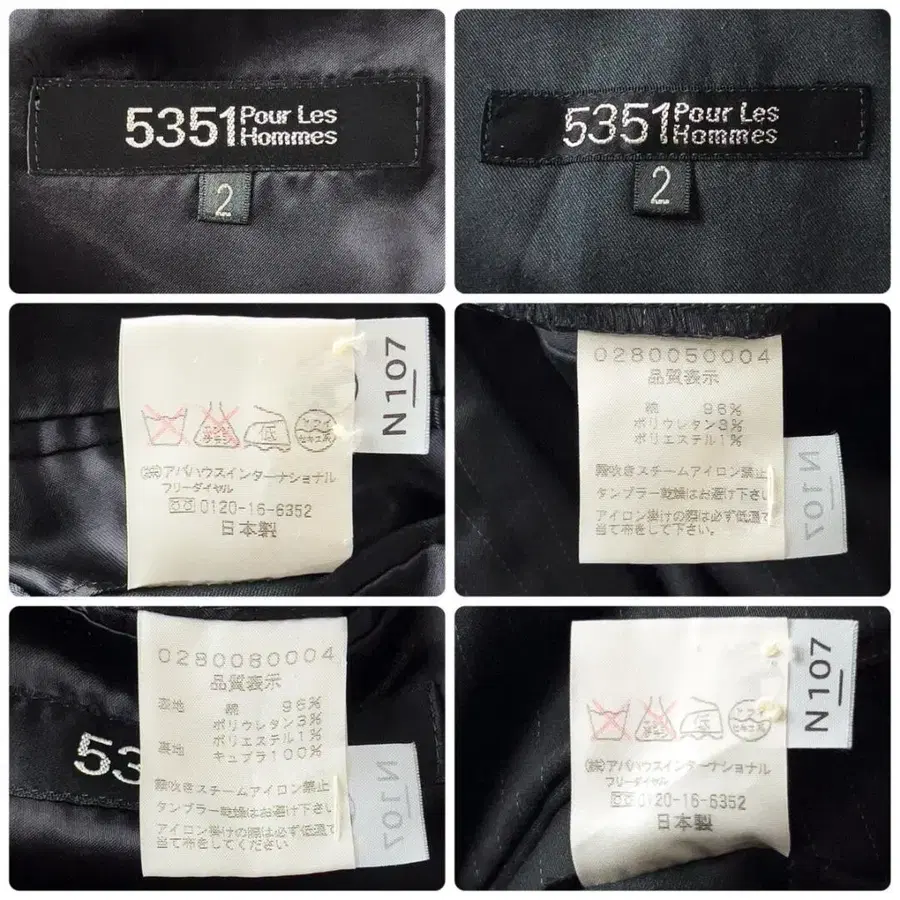 5351 Pour Les Hommes
2
5351 Pour Les Hommes
2
低
(株)アバハウスインターナショナル
フリーダイヤル
0120-16-6352
日本製
N107
0280050004
品質表示
綿 96%
ポリウレタン3%
ポリエステル1%
霧吹きスチームアイロン禁止
タンブラー乾燥はお避け下さい
アイロン掛けの際は必ず低温で
当て布をして下さい。
N107
0280080004
品質表示
表地 綿 96%
ポリウレタン3%
ポリエステル1%
裏地 キュプラ100%
霧吹きスチームアイロン禁止
タンブラー乾燥はお避け下さい
アイロン掛けの際は必ず低温で
当て布をしてください
53
N107
低
(株)アバハウスインターナショナル
フリーダイヤル
0120-16-6352
日本製
N107